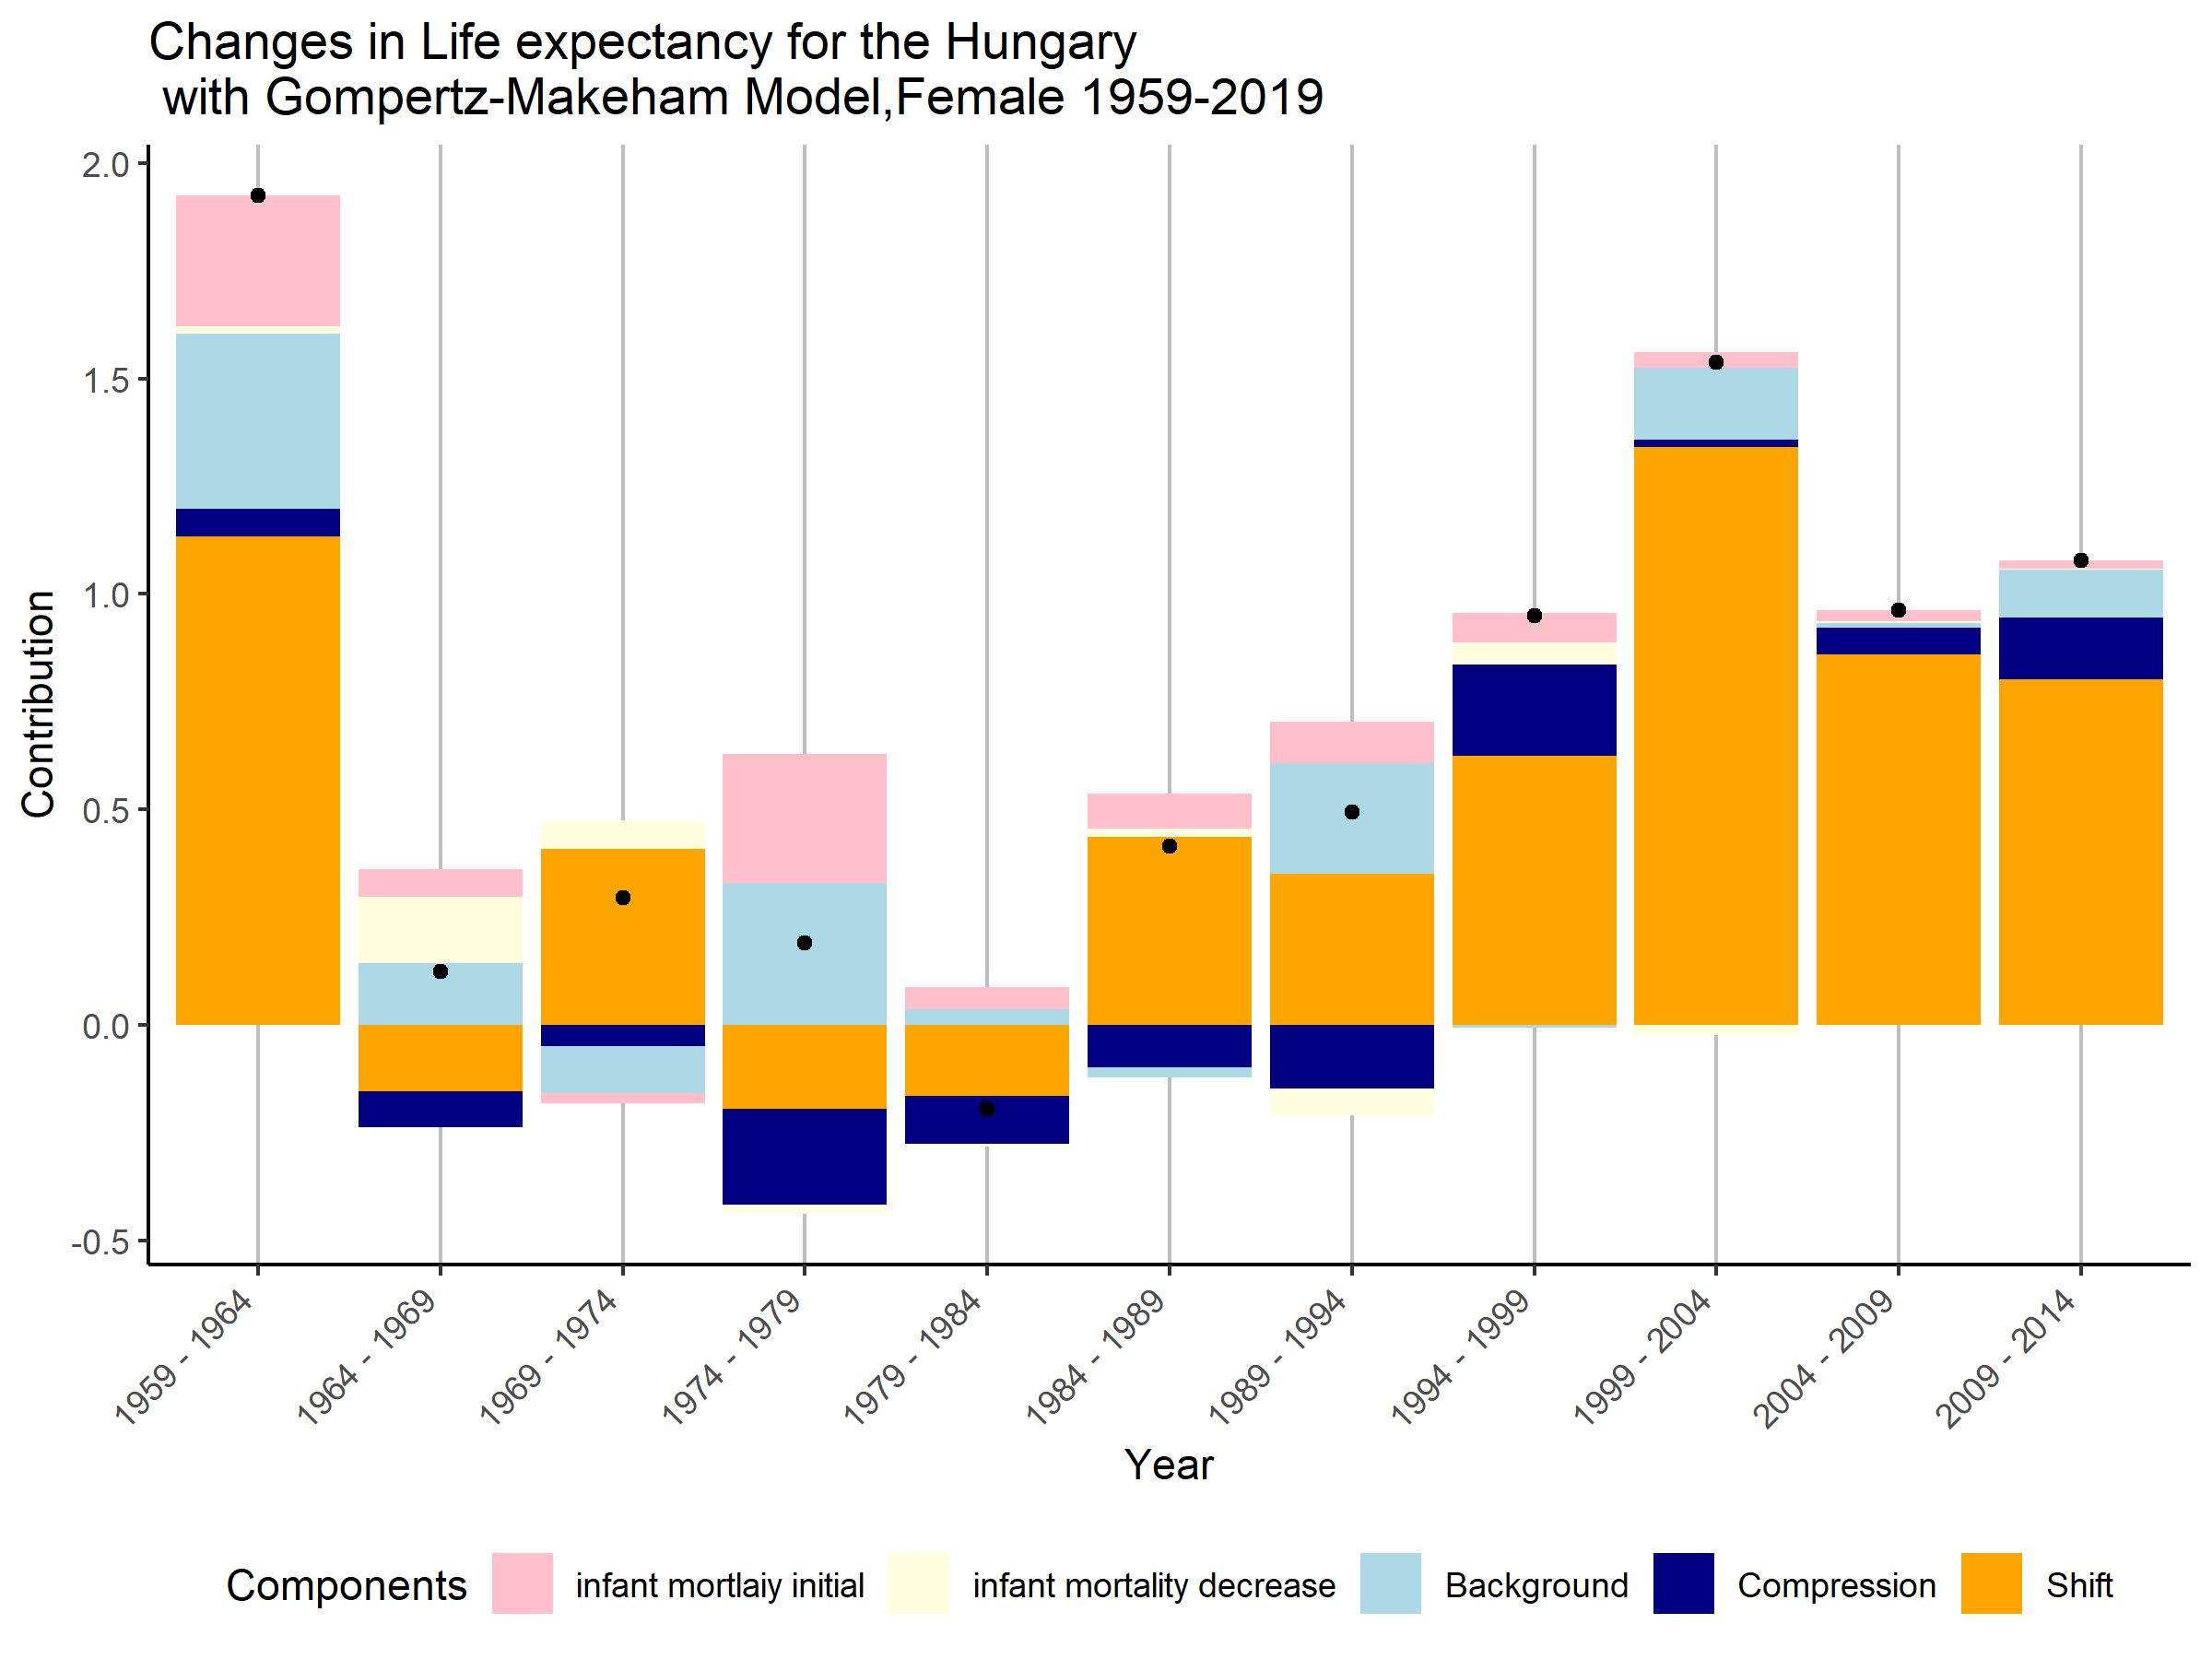 Changes in Life expectancy for the Hungary
with Gompertz-Makeham Model,Female 1959-2019
Contribution
2.0
1.5
1.0
0.5
0.0
-0.5
1959 - 1964
1964 - 1969
1969 - 1974
1974 - 1979
1979 - 1984
1984 - 1989
1989 - 1994
1994 - 1999
1999 - 2004
2004 - 2009
2009 - 2014
Year
Components
infant mortlaiy initial
infant mortality decrease
Background
Compression
Shift